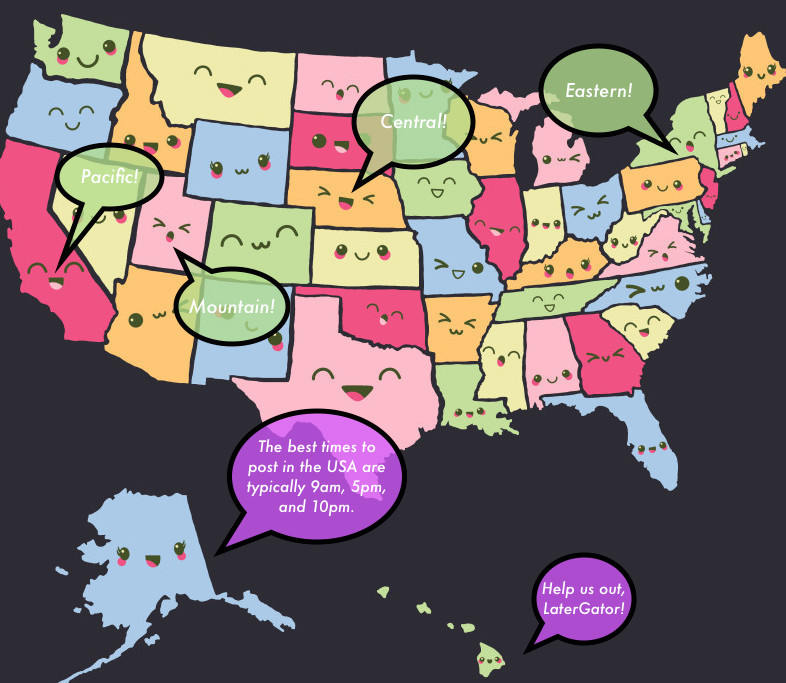 Eastern!
Central!
Pacific!
Mountain!
The best times to
post in the USA are
typically 9am, 5pm,
and 10pm.
Help us out,
LaterGator!